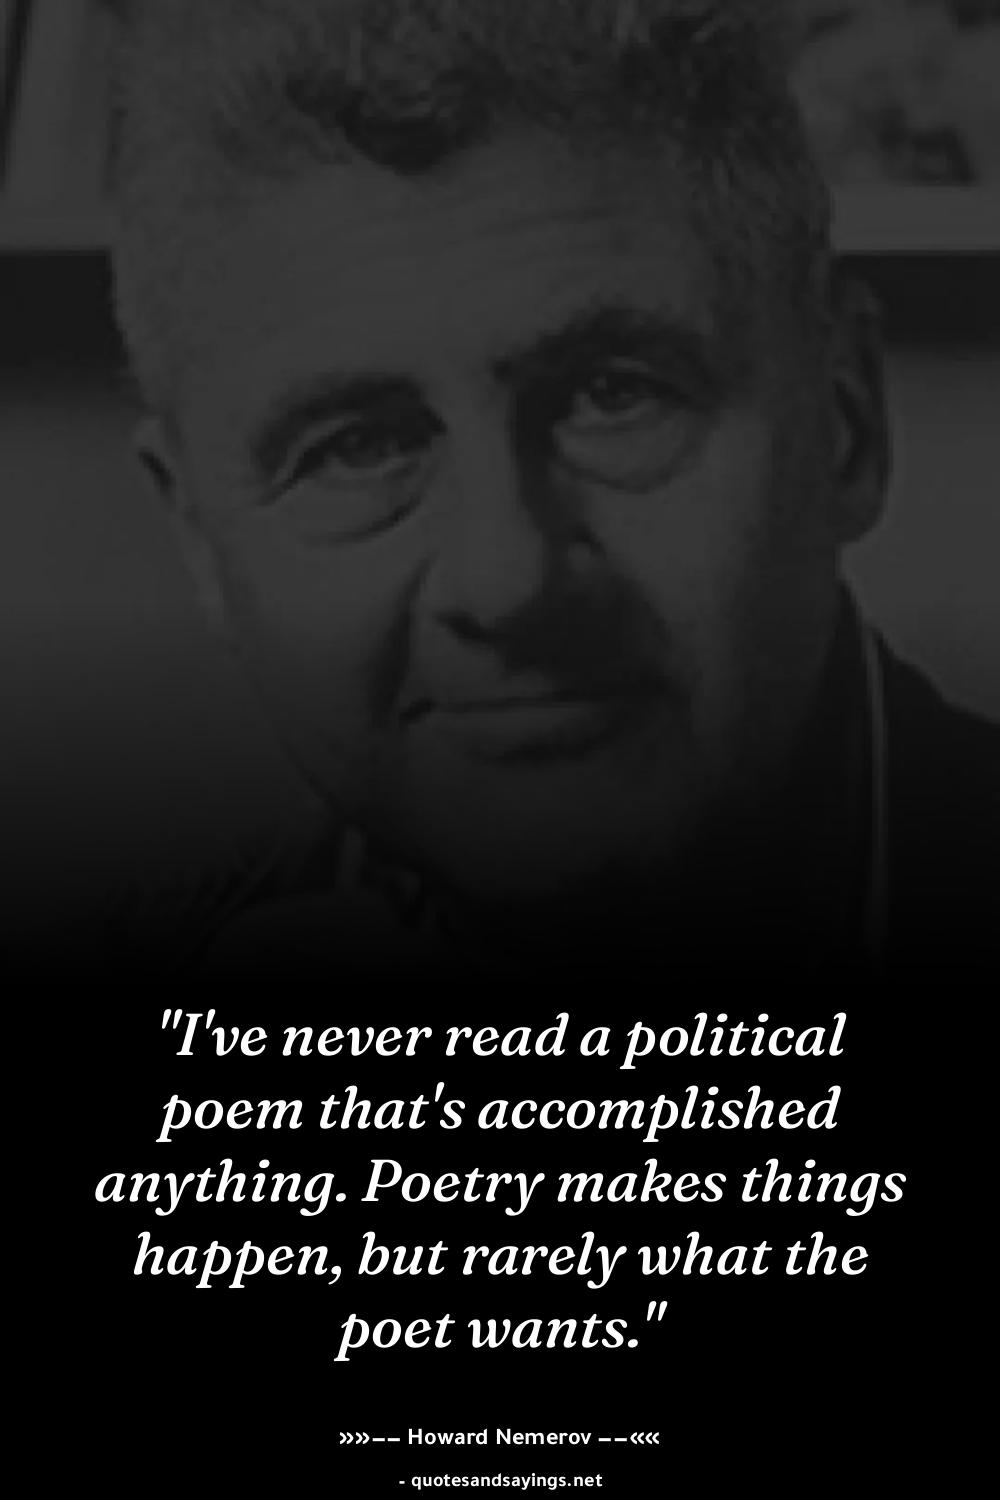 "I've never read a political
poem that's accomplished
anything. Poetry makes things
happen, but rarely what the
poet wants."
»»−− Howard Nemerov −−««
- quotesandsayings.net